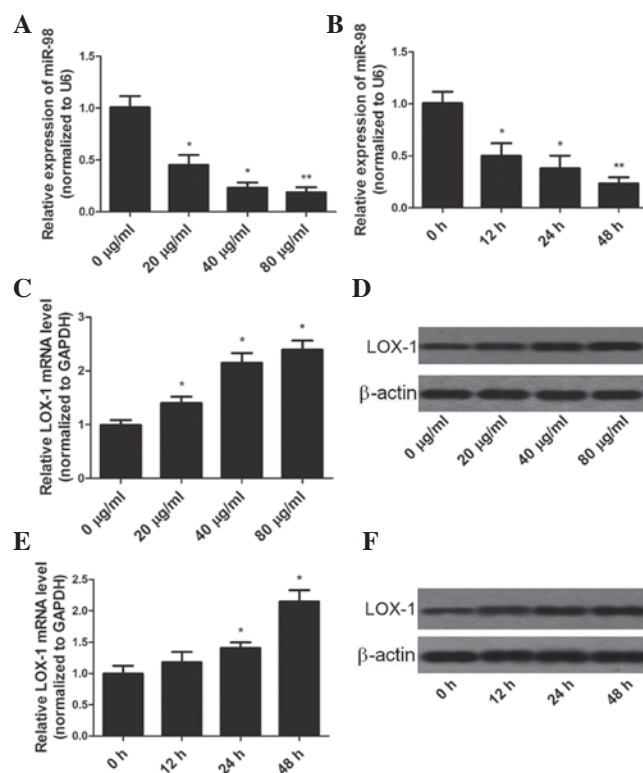 A
Relative expression of miR-98
(normalized to U6)
1.5
1.0
0.5
0.0
*
*
**
0 µg/ml
20 µg/ml
40 µg/ml
80 µg/ml
B
Relative expression of miR-98
(normalized to U6)
1.5
1.0
0.5
0.0
*
*
**
0 h
12 h
24 h
48 h
C
Relative LOX-1 mRNA level
(normalized to GAPDH)
3
2
1
0
*
*
*
0 µg/ml
20 µg/ml
40 µg/ml
80 µg/ml
D
LOX-1
β-actin
0 µg/ml
20 µg/ml
40 µg/ml
80 µg/ml
E
Relative LOX-1 mRNA level
(normalized to GAPDH)
2.5
2.0
1.5
1.0
0.5
0.0
*
*
0 h
12 h
24 h
48 h
F
LOX-1
β-actin
0 h
12 h
24 h
48 h